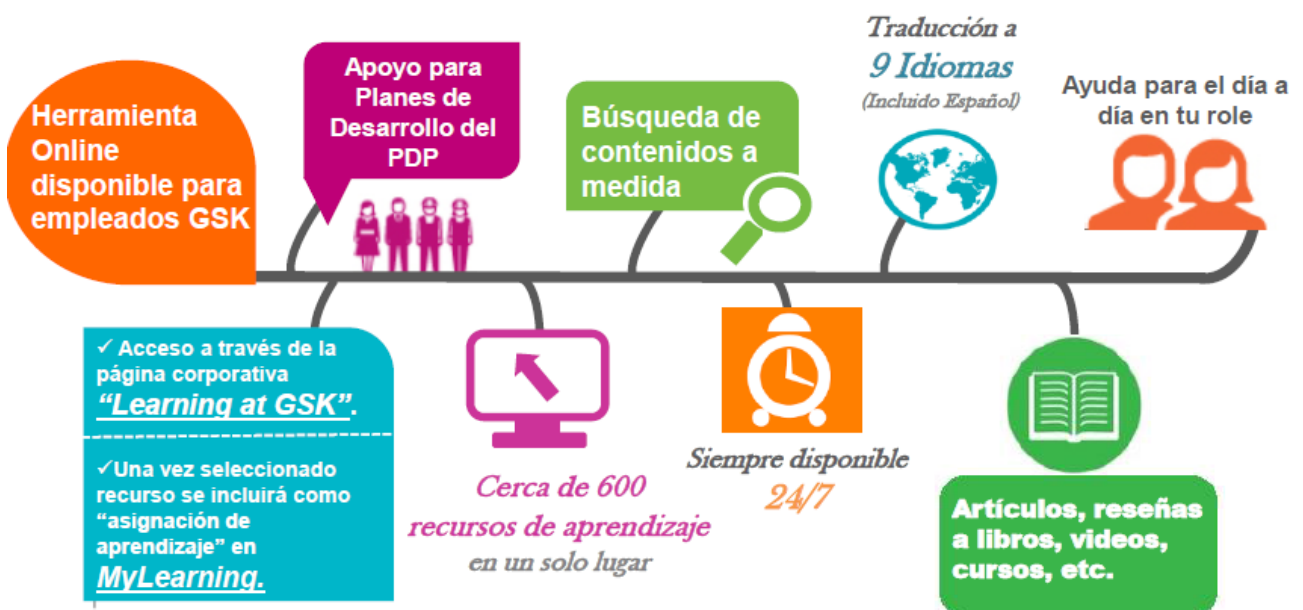 Herramienta
Online
disponible para
empleados GSK
Apoyo para
Planes de
Desarrollo del
PDP
Búsqueda de
contenidos a
medida
Traducción a
9 Idiomas
(Incluido Español)
Ayuda para el día a
día en tu role
✓ Acceso a través de la
página corporativa
“Learning at GSK”.
✓Una vez seleccionado
recurso se incluirá como
“asignación de
aprendizaje” en
MyLearning.
Cerca de 600
recursos de aprendizaje
en un solo lugar
Siempre disponible
24/7
Artículos, reseñas
a libros, videos,
cursos, etc.